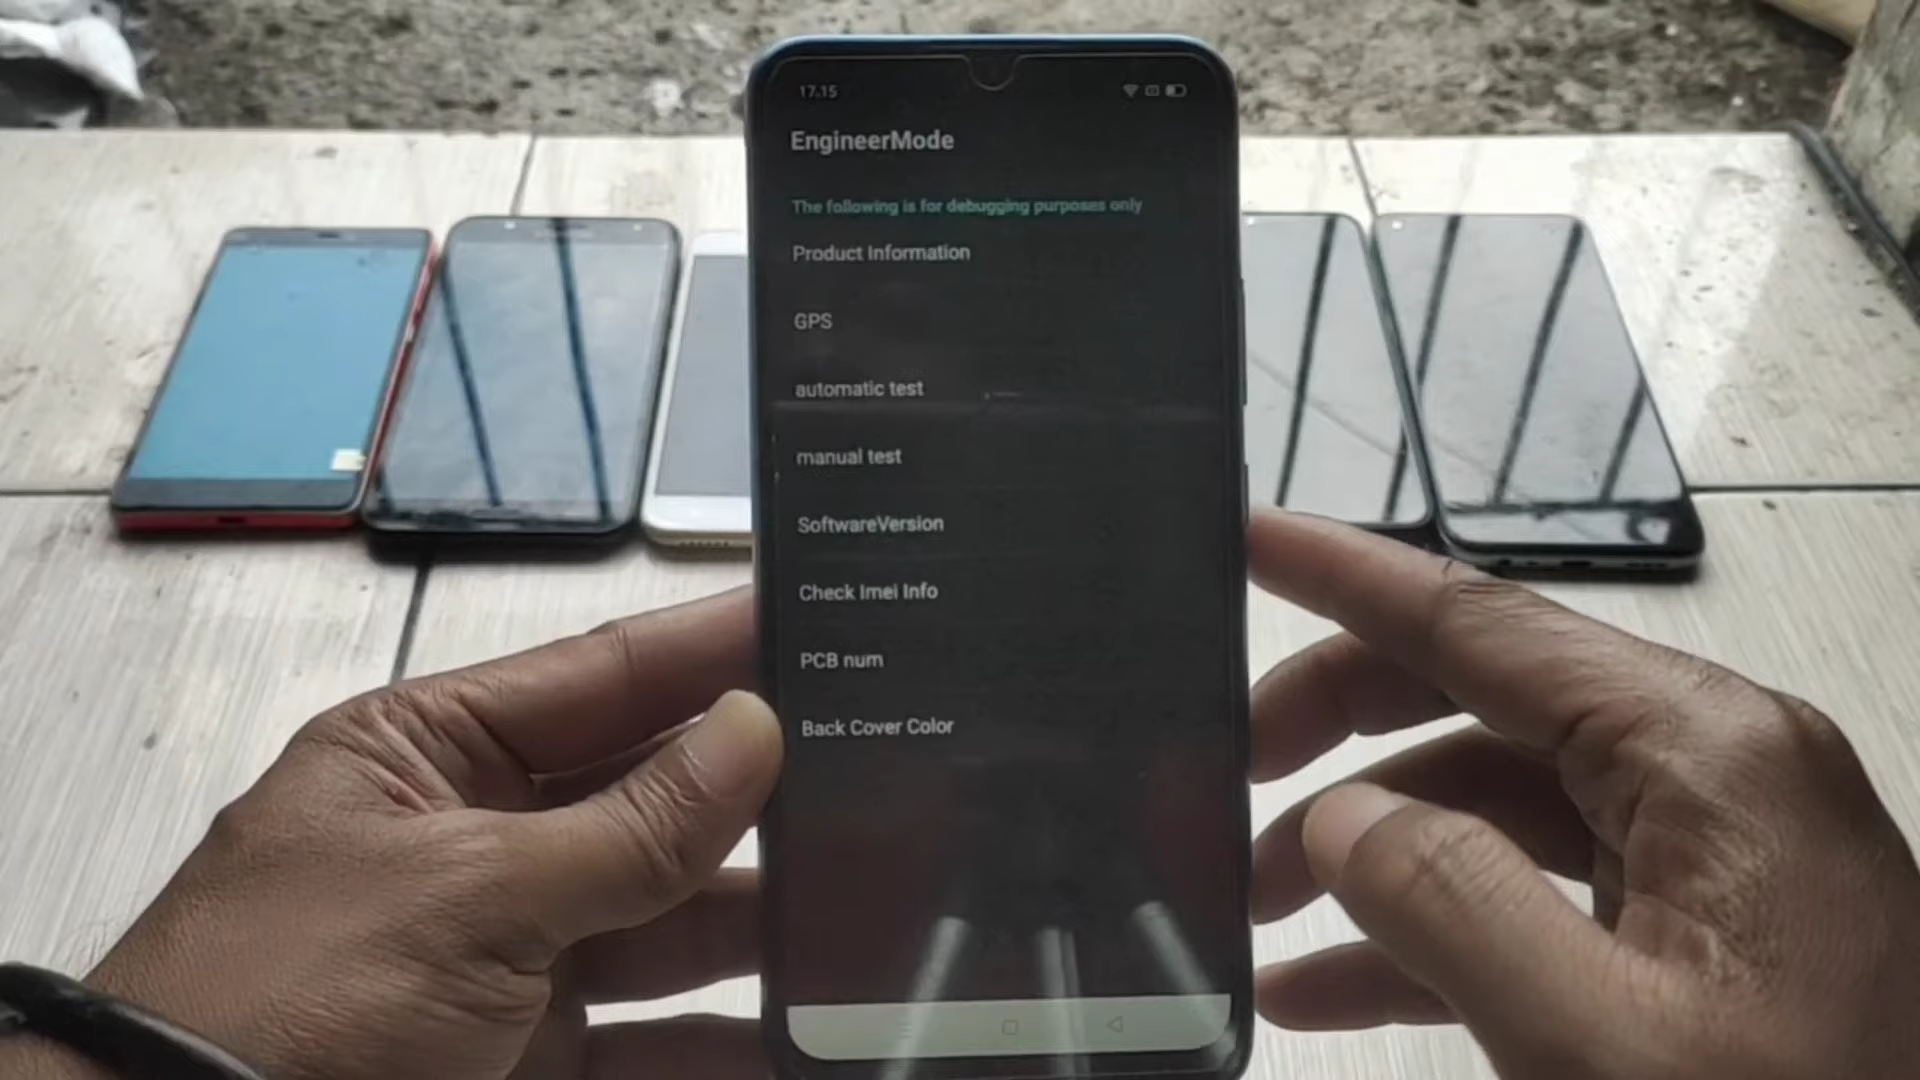 17.15
EngineerMode
The following is for debugging purposes only
Product Information
GPS
automatic test
manual test
SoftwareVersion
Check Imei Info
PCB num
Back Cover Color